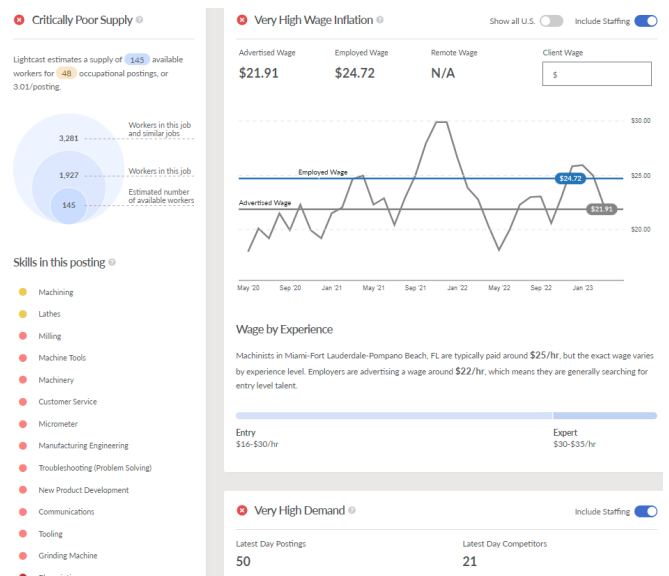 Critically Poor Supply
Lightcast estimates a supply of 145 available
workers for 48 occupational postings, or
3.01/posting.
3,281
Workers in this job
and similar jobs
1,927
Workers in this job
145
Estimated number
of available workers
Skills in this posting
Machining
Lathes
Milling
Machine Tools
Machinery
Customer Service
Micrometer
Manufacturing Engineering
Troubleshooting (Problem Solving)
New Product Development
Communications
Tooling
Grinding Machine
Very High Wage Inflation
Show all U.S.
Include Staffing
Advertised Wage
Employed Wage
Remote Wage
Client Wage
$21.91
$24.72
N/A
$
$30.00
Employed Wage
$25.00
$24.72
Advertised Wage
$21.91
$20.00
May '20
Sep '20
Jan '21
May '21
Sep '21
Jan '22
May '22
Sep '22
Jan '23
Wage by Experience
Machinists in Miami-Fort Lauderdale-Pompano Beach, FL are typically paid around $25/hr, but the exact wage varies
by experience level. Employers are advertising a wage around $22/hr, which means they are generally searching for
entry level talent.
Entry
$16-$30/hr
Expert
$30-$35/hr
Very High Demand
Include Staffing
Latest Day Postings
Latest Day Competitors
50
21